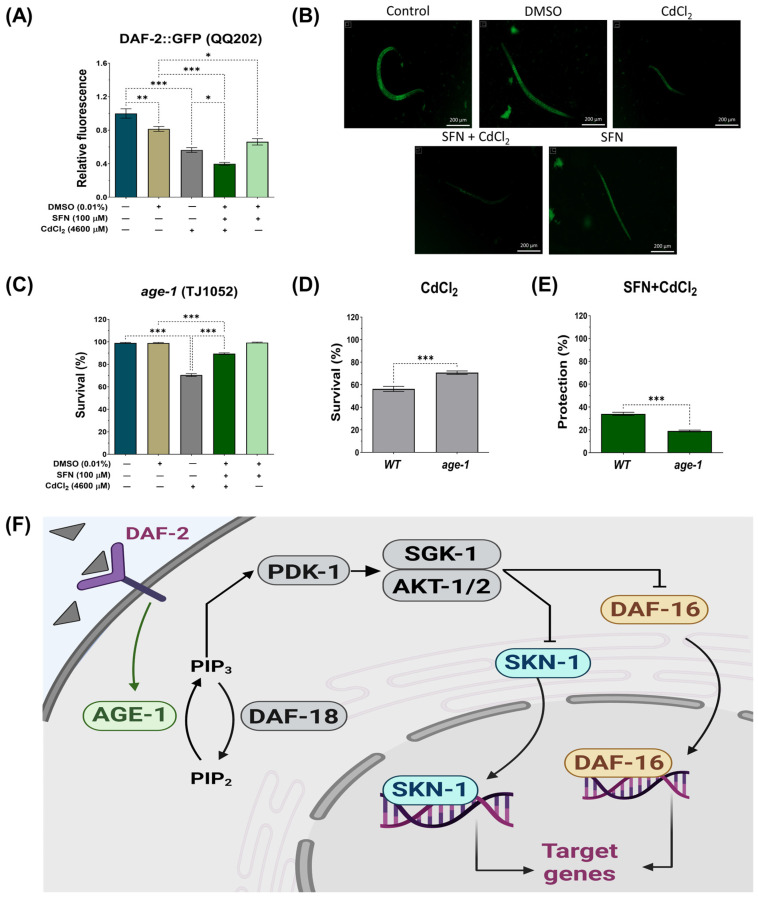 (A)
DAF-2::GFP (QQ202)
Relative fluorescence
1.6
1.2
0.8
0.4
0.0
*
***
***
** *
DMSO (0.01%) — + — + +
SFN (100 µM) — — — + +
CdCl2 (4600 µM) — — + + —
(B)
Control DMSO CdCl2
200 µm 200 µm 200 µm
SFN + CdCl2 SFN
200 µm 200 µm
(C)
age-1 (TJ1052)
Survival (%)
120
100
80
60
40
20
0
***
*** ***
DMSO (0.01%) — + — + +
SFN (100 µM) — — — + +
CdCl2 (4600 µM) — — + + —
(D)
CdCl2
Survival (%)
120
100
80
60
40
20
0
***
WT age-1
(E)
SFN+CdCl2
Protection (%)
120
100
80
60
40
20
0
***
WT age-1
(F)
DAF-2
PDK-1
SGK-1
AKT-1/2
DAF-16
SKN-1
PIP3
AGE-1
DAF-18
PIP2
DAF-16
SKN-1
Target
genes